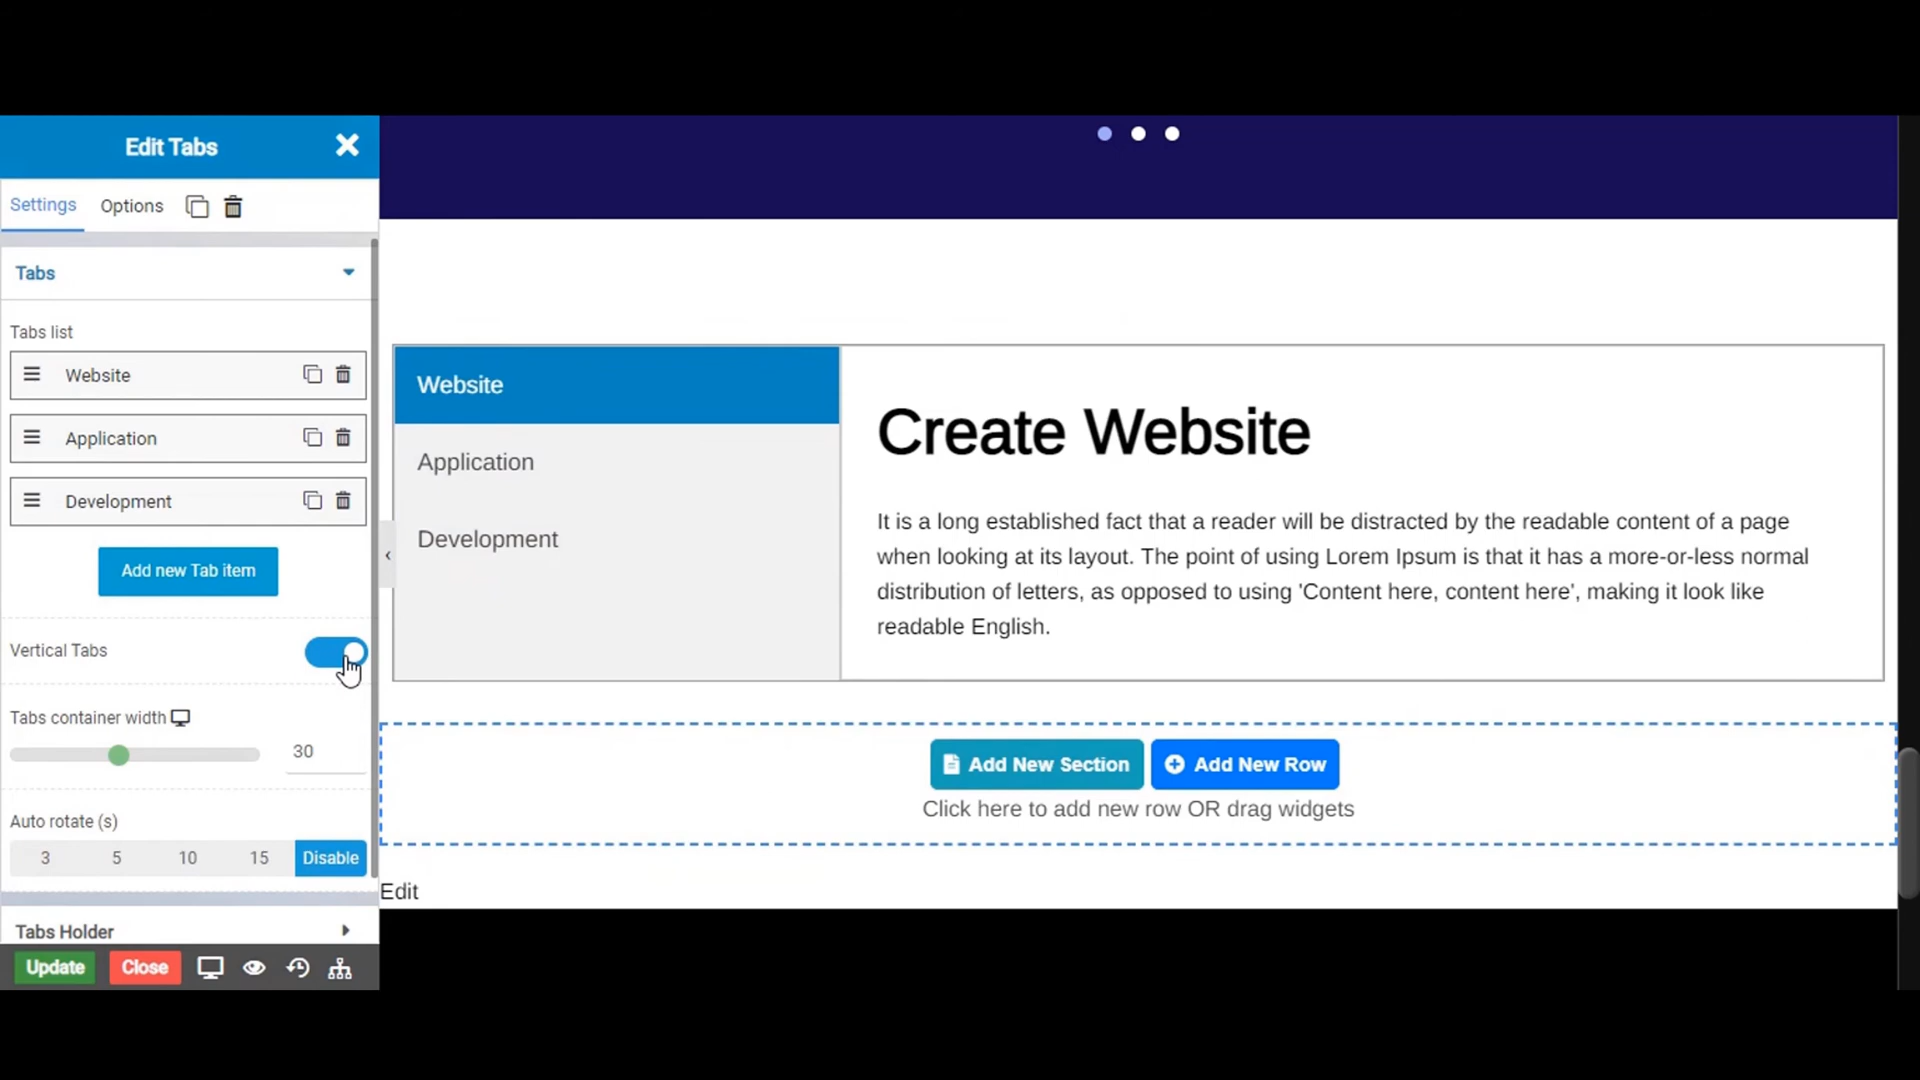 Edit Tabs
Settings Options
Tabs
Tabs list
Website
Application
Development
Add new Tab item
Vertical Tabs
Tabs container width
30
Auto rotate (s)
3 5 10 15 Disable
Tabs Holder
Update Close
Website
Application
Development
Create Website
It is a long established fact that a reader will be distracted by the readable content of a page
when looking at its layout. The point of using Lorem Ipsum is that it has a more-or-less normal
distribution of letters, as opposed to using 'Content here, content here', making it look like
readable English.
Add New Section Add New Row
Click here to add new row OR drag widgets
Edit